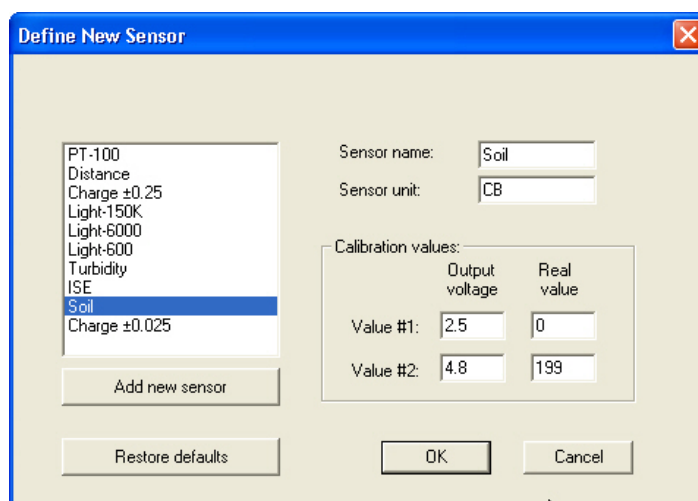 Define New Sensor
PT-100
Distance
Charge ±0.25
Light-150K
Light-6000
Light-600
Turbidity
ISE
Soil
Charge ±0.025
Add new sensor
Restore defaults
Sensor name: Soil
Sensor unit: CB
Calibration values:
Output voltage
Real value
Value #1: 2.5 0
Value #2: 4.8 199
OK
Cancel